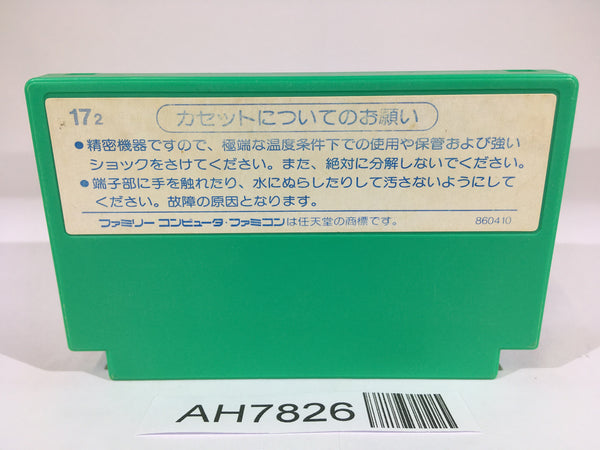 17 2
カセットについてのお願い
●精密機器ですので、極端な温度条件下での使用や保管および強い
ショックをさけてください。また、絶対に分解しないでください。
●端子部に手を触れたり、水にぬらしたりして汚さないようにして
ください。故障の原因となります。
ファミリー コンピュータ・ファミコンは任天堂の商標です。 860410
AH7826